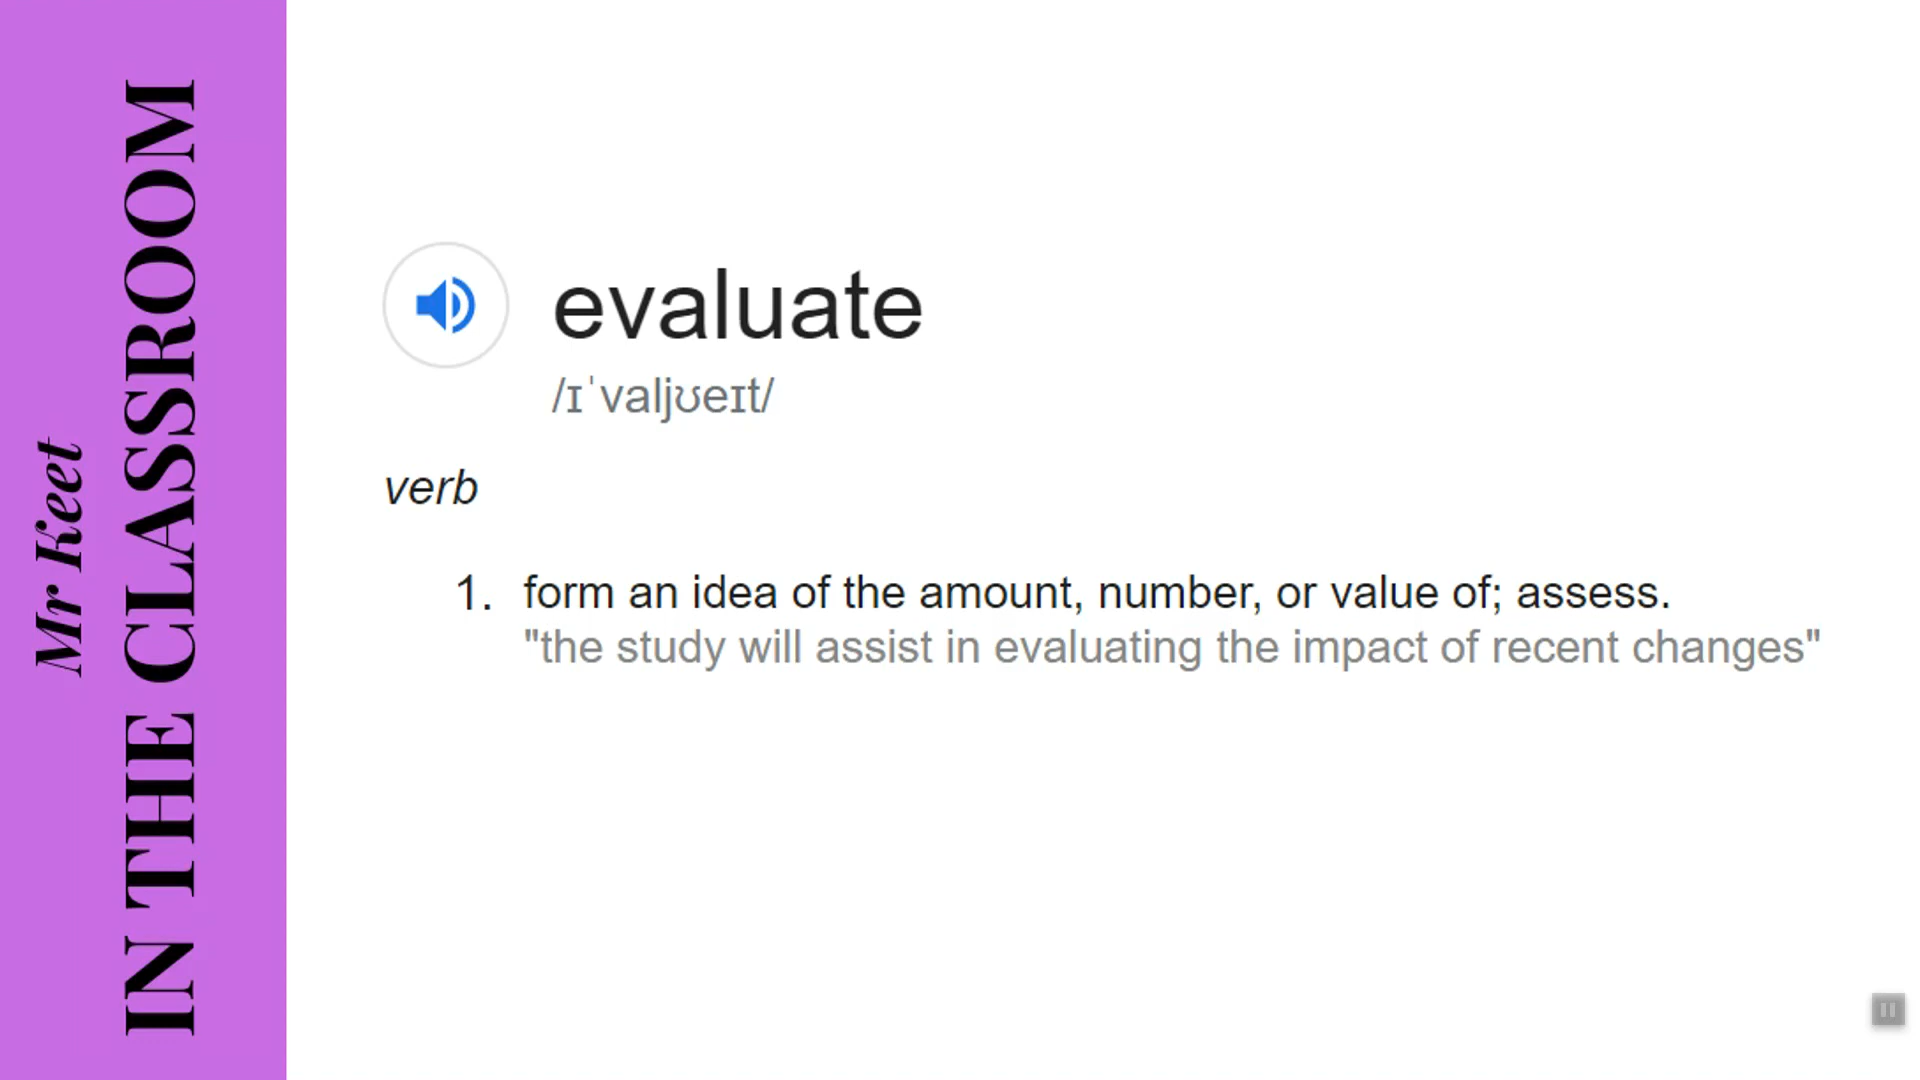 Mr Keet
IN THE CLASSROOM
evaluate
/ɪˈvaljʊeɪt/
verb
1. form an idea of the amount, number, or value of; assess.
"the study will assist in evaluating the impact of recent changes"